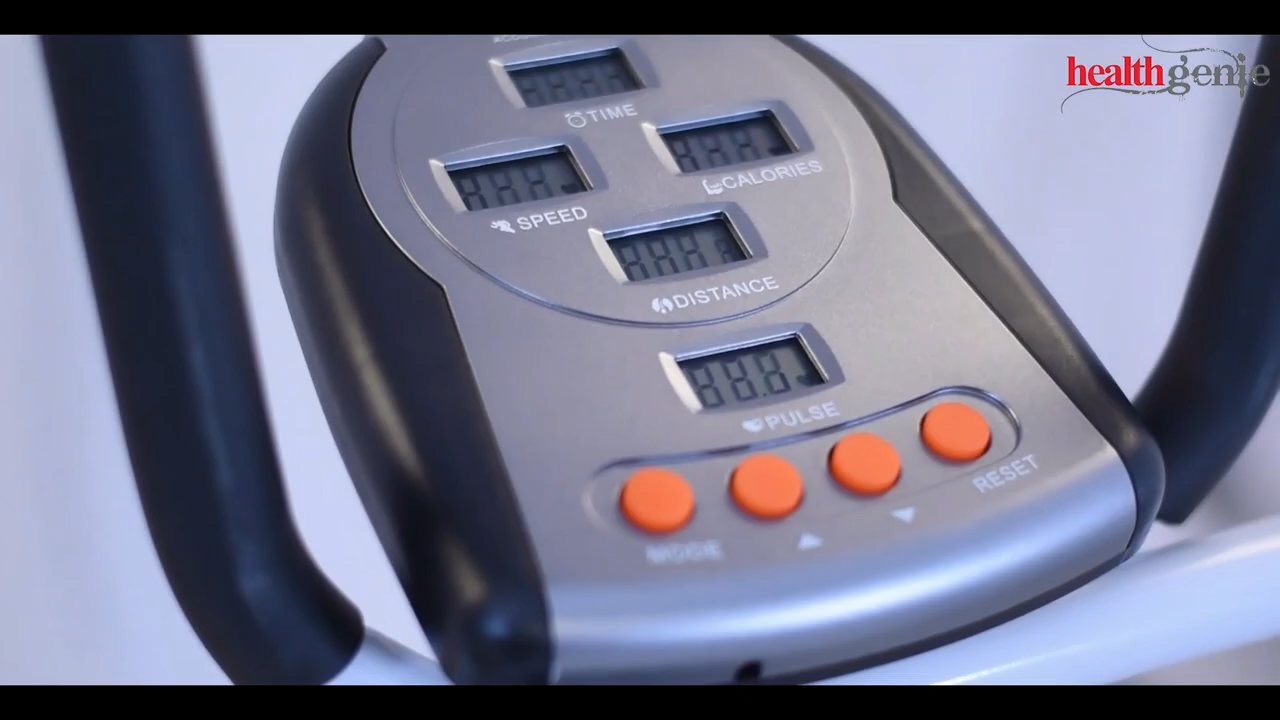 healthgenie
TIME
CALORIES
SPEED
DISTANCE
PULSE
RESET
MODE